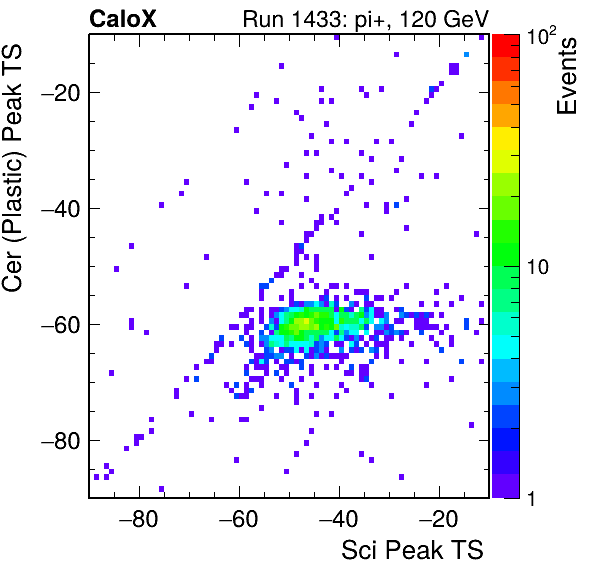 CaloX Run 1433: pi+, 120 GeV
Cer (Plastic) Peak TS
−20
−40
−60
−80
−80 −60 −40 −20
Sci Peak TS
10²
10
1
Events